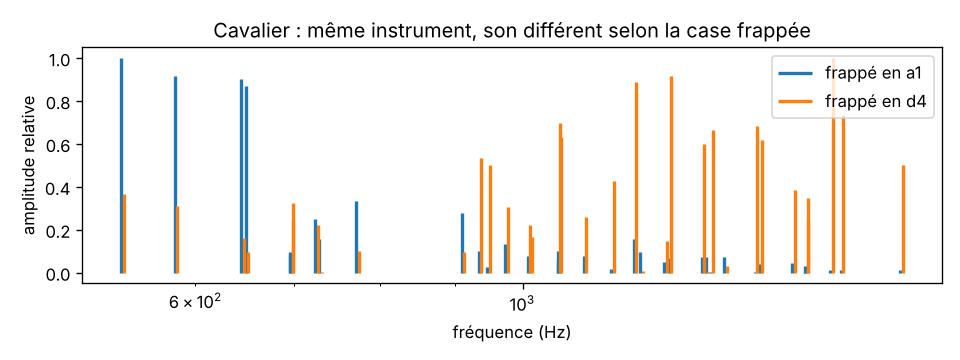 Cavalier : même instrument, son différent selon la case frappée
amplitude relative
1.0
0.8
0.6
0.4
0.2
0.0
frappé en a1
frappé en d4
6 × 10²
10³
fréquence (Hz)